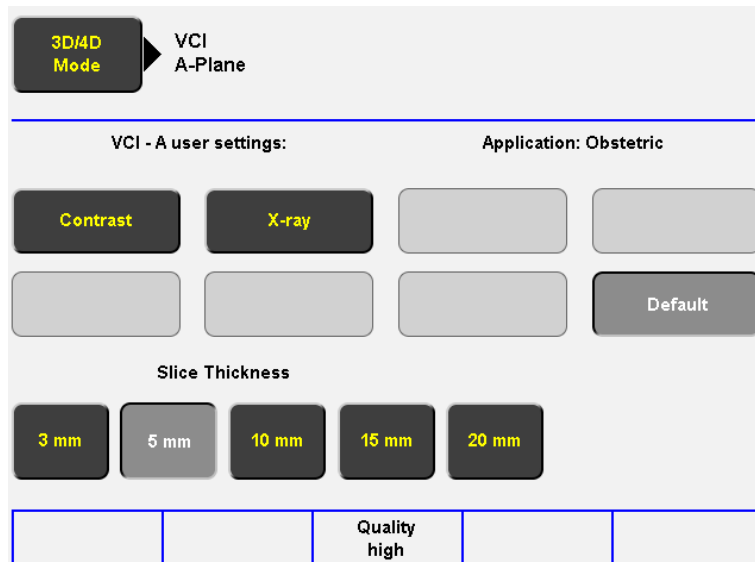 3D/4D
Mode
VCI
A-Plane
VCI - A user settings:
Application: Obstetric
Contrast
X-ray
Default
Slice Thickness
3 mm
5 mm
10 mm
15 mm
20 mm
Quality
high